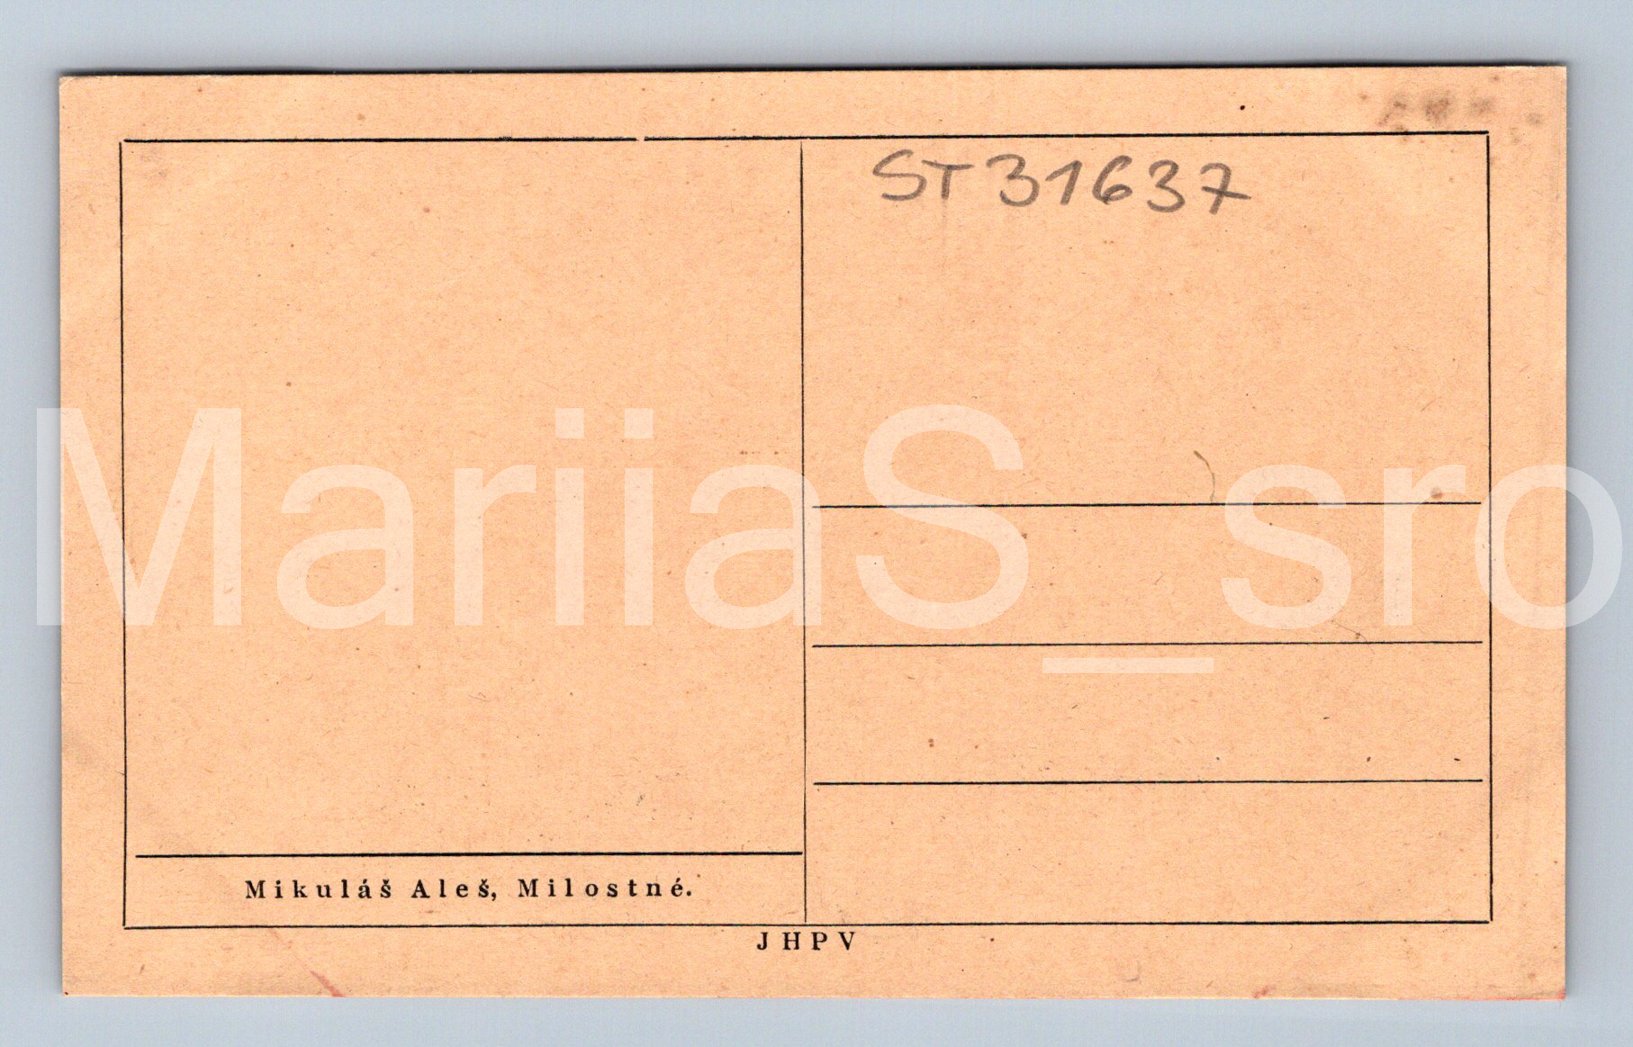 ST31637
MariiaS_sro
Mikuláš Aleš, Milostné.
JHPV